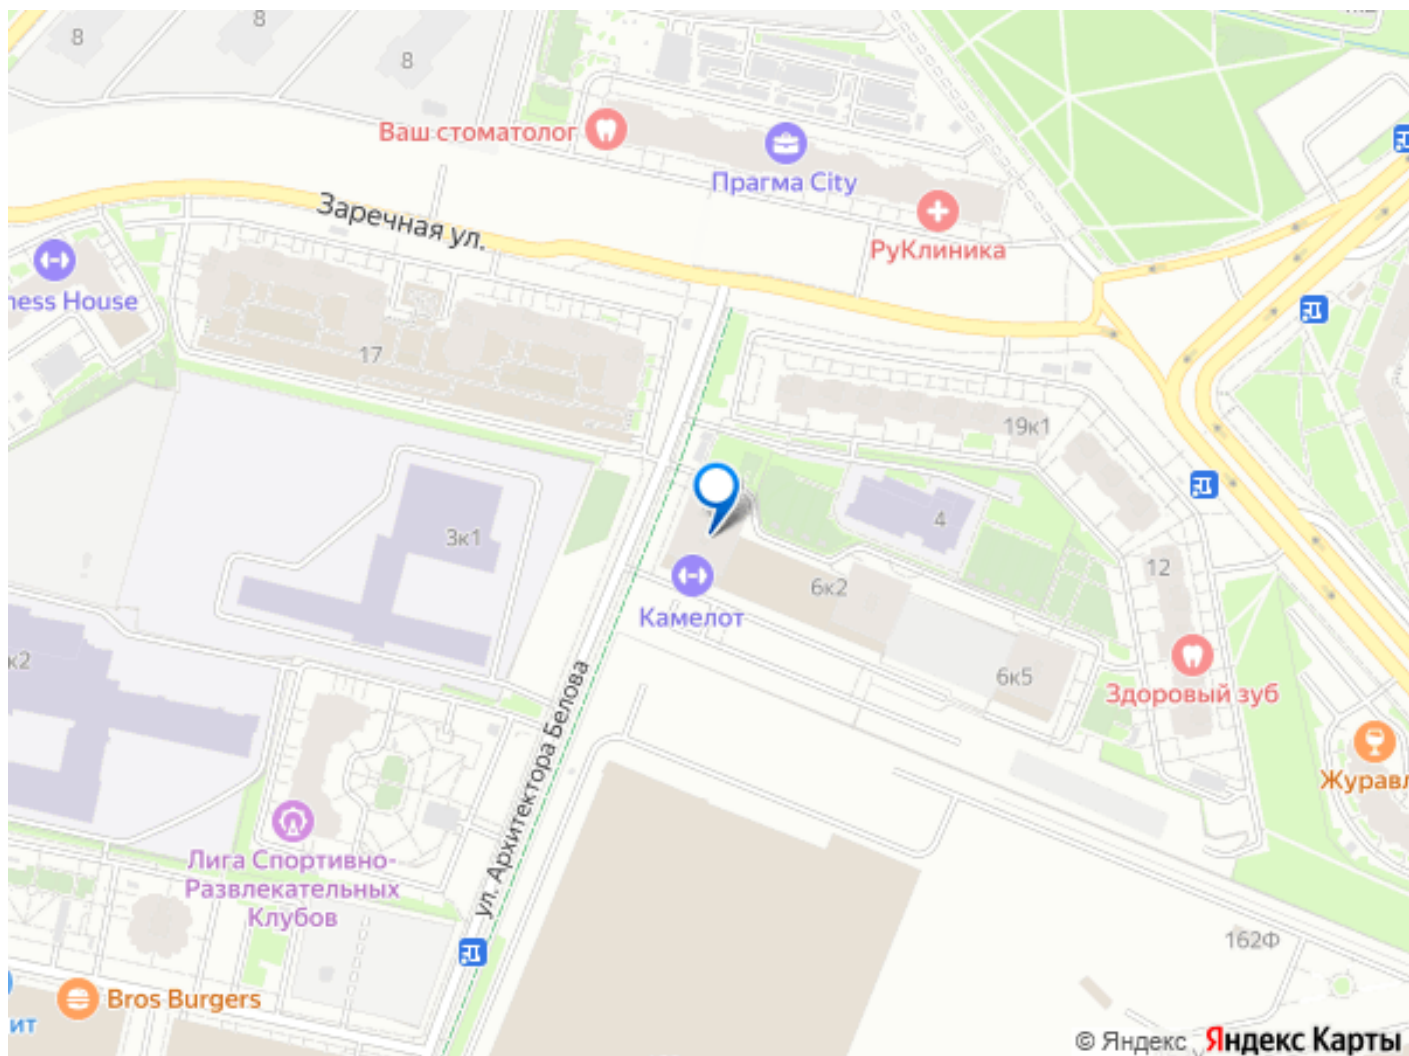 8
8
8
Ваш стоматолог
Прагма City
РуКлиника
Заречная ул.
ness House
17
19к1
3к1
4
6к2
12
Камелот
6к5
Здоровый зуб
к2
ул. Архитектора Белова
Журавл
Лига Спортивно-
Развлекательных
Клубов
162Ф
Bros Burgers
ит
© Яндекс
Яндекс Карты